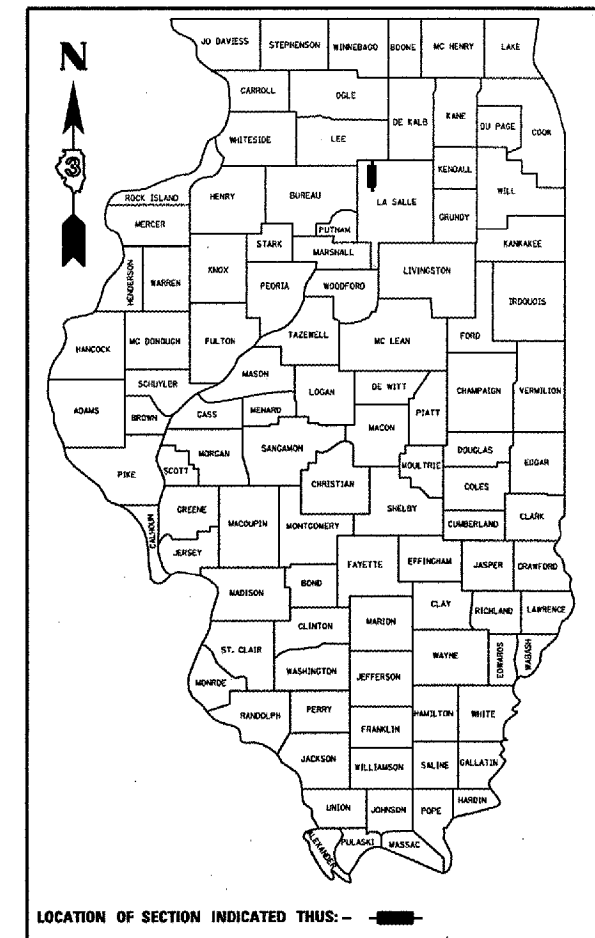 JO DAVIESS STEPHENSON WINNEBAGO BOONE MC HENRY LAKE
N
CARROLL OGLE
DE KALB KANE DU PAGE COOK
3
WHITESIDE LEE
KENDALL
ROCK ISLAND HENRY BUREAU LA SALLE WILL
MERCER PUTNAM GRUNDY
STARK MARSHALL KANKAKEE
HENDERSON WARREN KNOX PEORIA WOODFORD LIVINGSTON
IROQUOIS
HANCOCK MC DONOUGH FULTON TAZEWELL MC LEAN FORD
MASON
SCHUYLER LOGAN DE WITT CHAMPAIGN VERMILION
ADAMS BROWN CASS MENARD PIATT
MACON
MORGAN SANGAMON DOUGLAS
PIKE SCOTT MOULTRIE EDGAR
CHRISTIAN COLES
GREENE SHELBY
CALHOUN MACOUPIN MONTGOMERY CUMBERLAND CLARK
JERSEY
FAYETTE EFFINGHAM JASPER CRAWFORD
MADISON BOND
CLAY RICHLAND LAWRENCE
CLINTON MARION
ST. CLAIR WAYNE EDWARDS WABASH
WASHINGTON JEFFERSON
MONROE
RANDOLPH PERRY HAMILTON WHITE
FRANKLIN
JACKSON WILLIAMSON SALINE GALLATIN
UNION JOHNSON POPE HARDIN
ALEXANDER PULASKI MASSAC
LOCATION OF SECTION INDICATED THUS: -